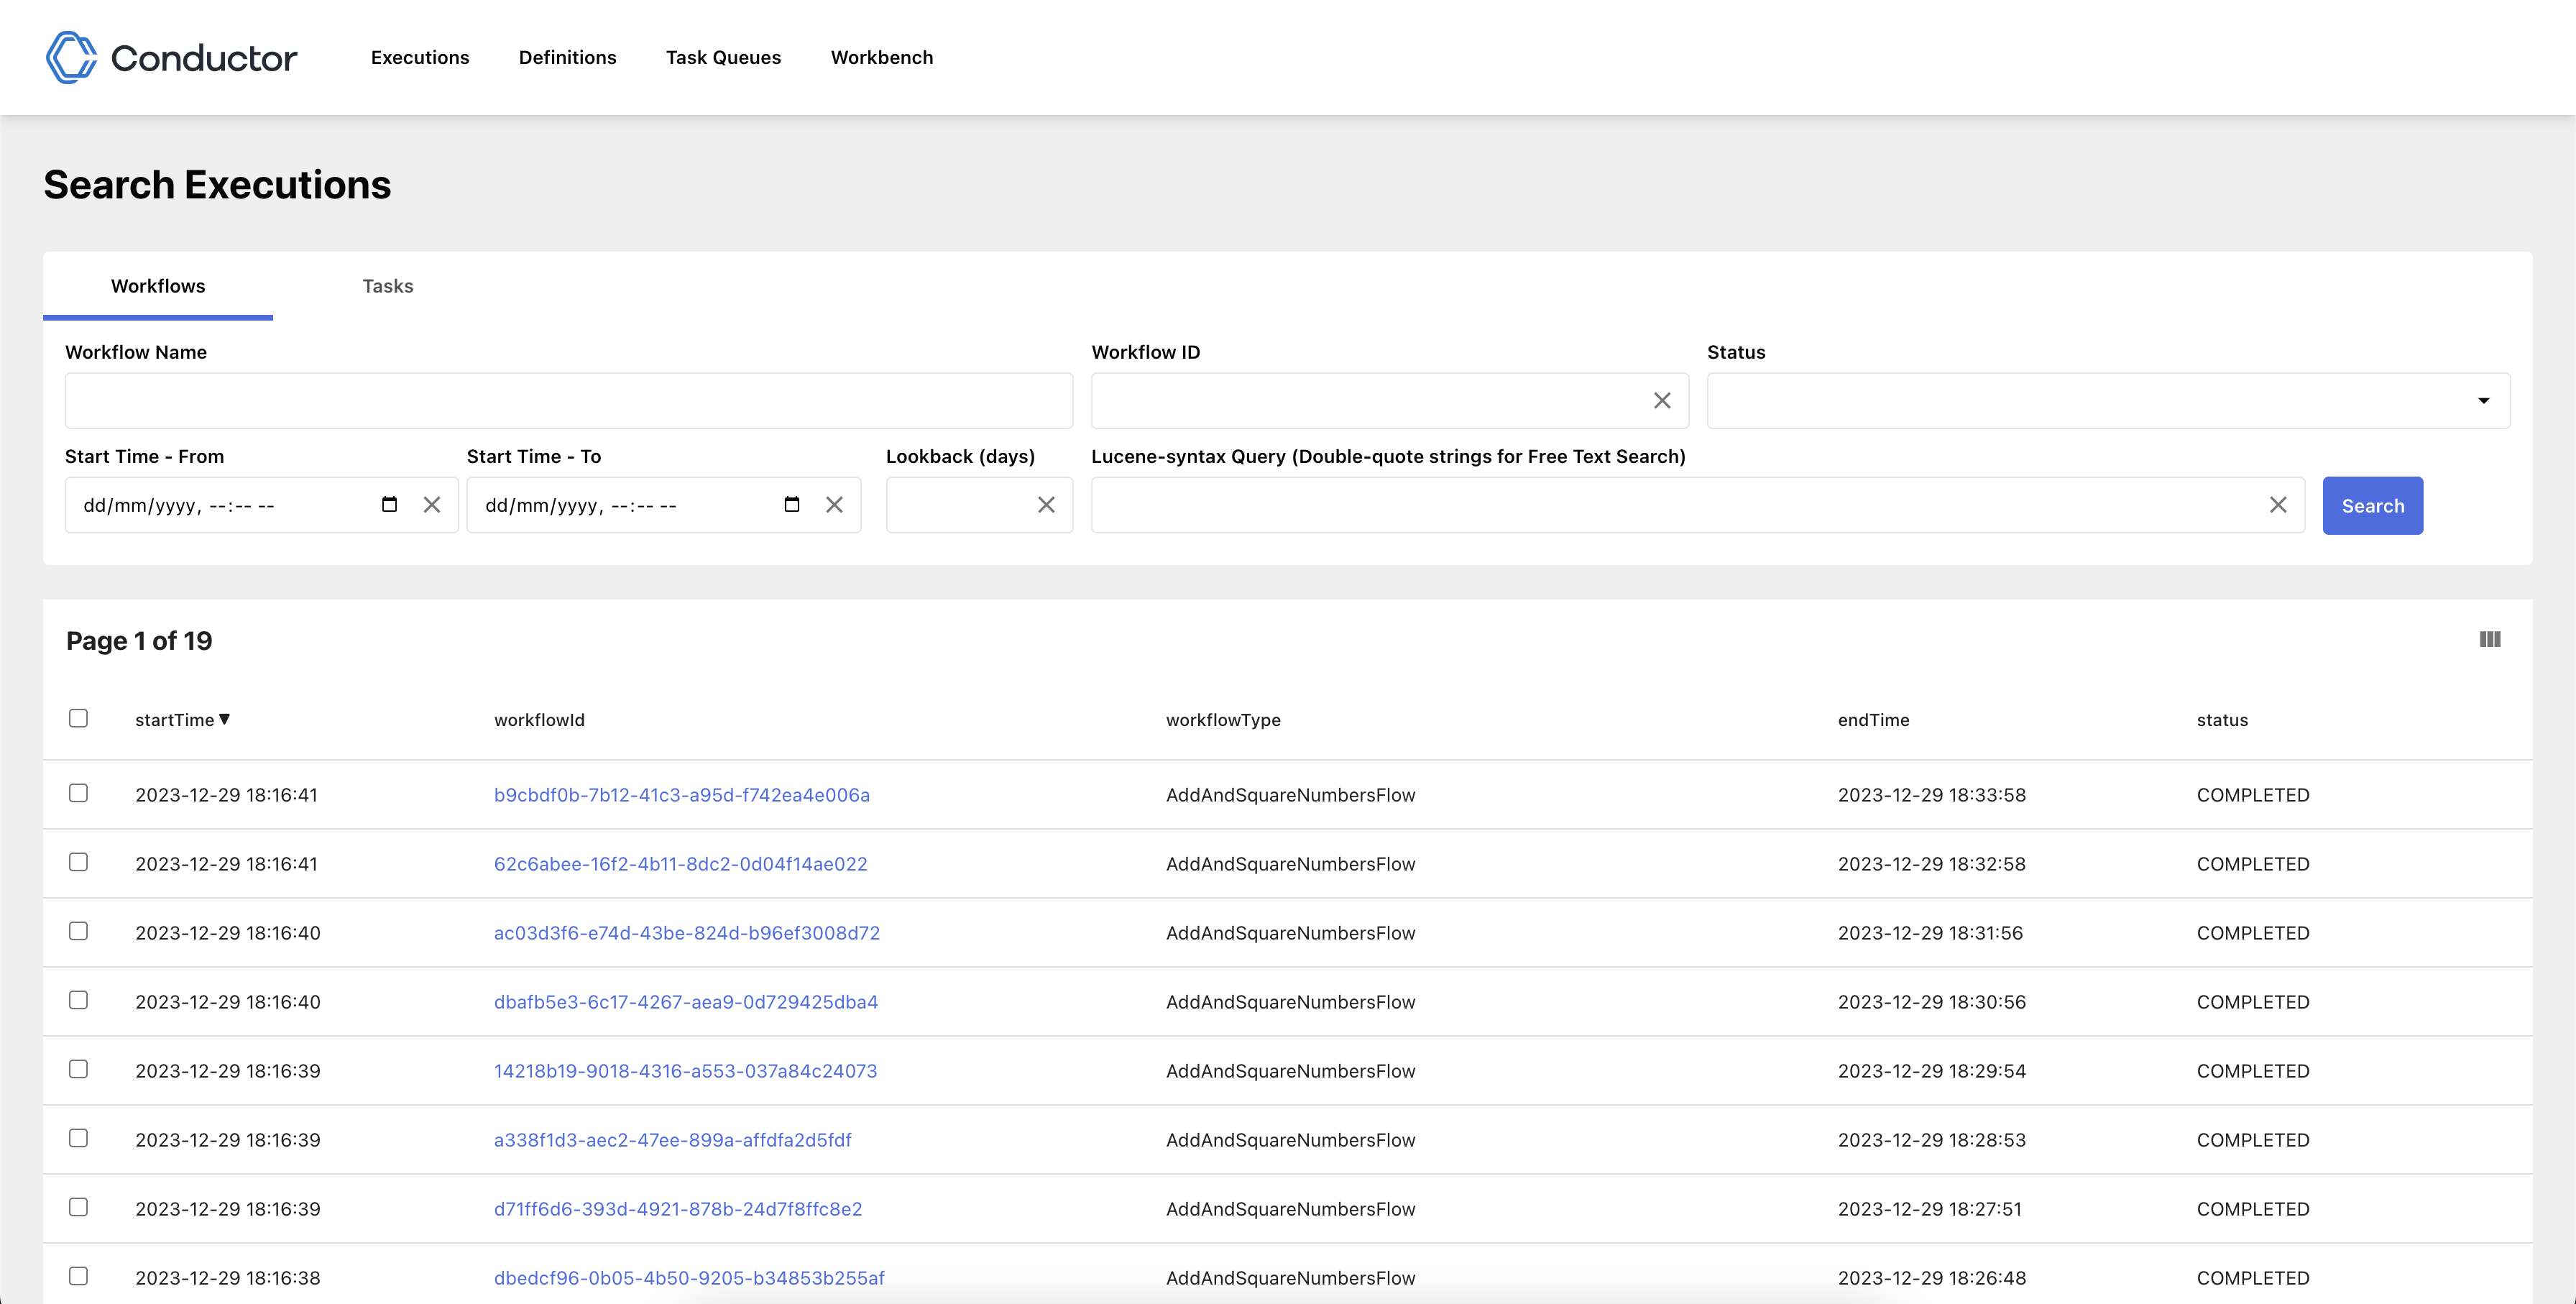 Conductor Executions Definitions Task Queues Workbench
Search Executions
Workflows Tasks
Workflow Name Workflow ID Status
Start Time - From Start Time - To Lookback (days) Lucene-syntax Query (Double-quote strings for Free Text Search)
dd/mm/yyyy, --:-- -- dd/mm/yyyy, --:-- -- Search
Page 1 of 19
startTime▼ workflowId workflowType endTime status
2023-12-29 18:16:41 b9cbdf0b-7b12-41c3-a95d-f742ea4e006a AddAndSquareNumbersFlow 2023-12-29 18:33:58 COMPLETED
2023-12-29 18:16:41 62c6abee-16f2-4b11-8dc2-0d04f14ae022 AddAndSquareNumbersFlow 2023-12-29 18:32:58 COMPLETED
2023-12-29 18:16:40 ac03d3f6-e74d-43be-824d-b96ef3008d72 AddAndSquareNumbersFlow 2023-12-29 18:31:56 COMPLETED
2023-12-29 18:16:40 dbafb5e3-6c17-4267-aea9-0d729425dba4 AddAndSquareNumbersFlow 2023-12-29 18:30:56 COMPLETED
2023-12-29 18:16:39 14218b19-9018-4316-a553-037a84c24073 AddAndSquareNumbersFlow 2023-12-29 18:29:54 COMPLETED
2023-12-29 18:16:39 a338f1d3-aec2-47ee-899a-affdfa2d5fdf AddAndSquareNumbersFlow 2023-12-29 18:28:53 COMPLETED
2023-12-29 18:16:39 d71ff6d6-393d-4921-878b-24d7f8ffc8e2 AddAndSquareNumbersFlow 2023-12-29 18:27:51 COMPLETED
2023-12-29 18:16:38 dbedcf96-0b05-4b50-9205-b34853b255af AddAndSquareNumbersFlow 2023-12-29 18:26:48 COMPLETED